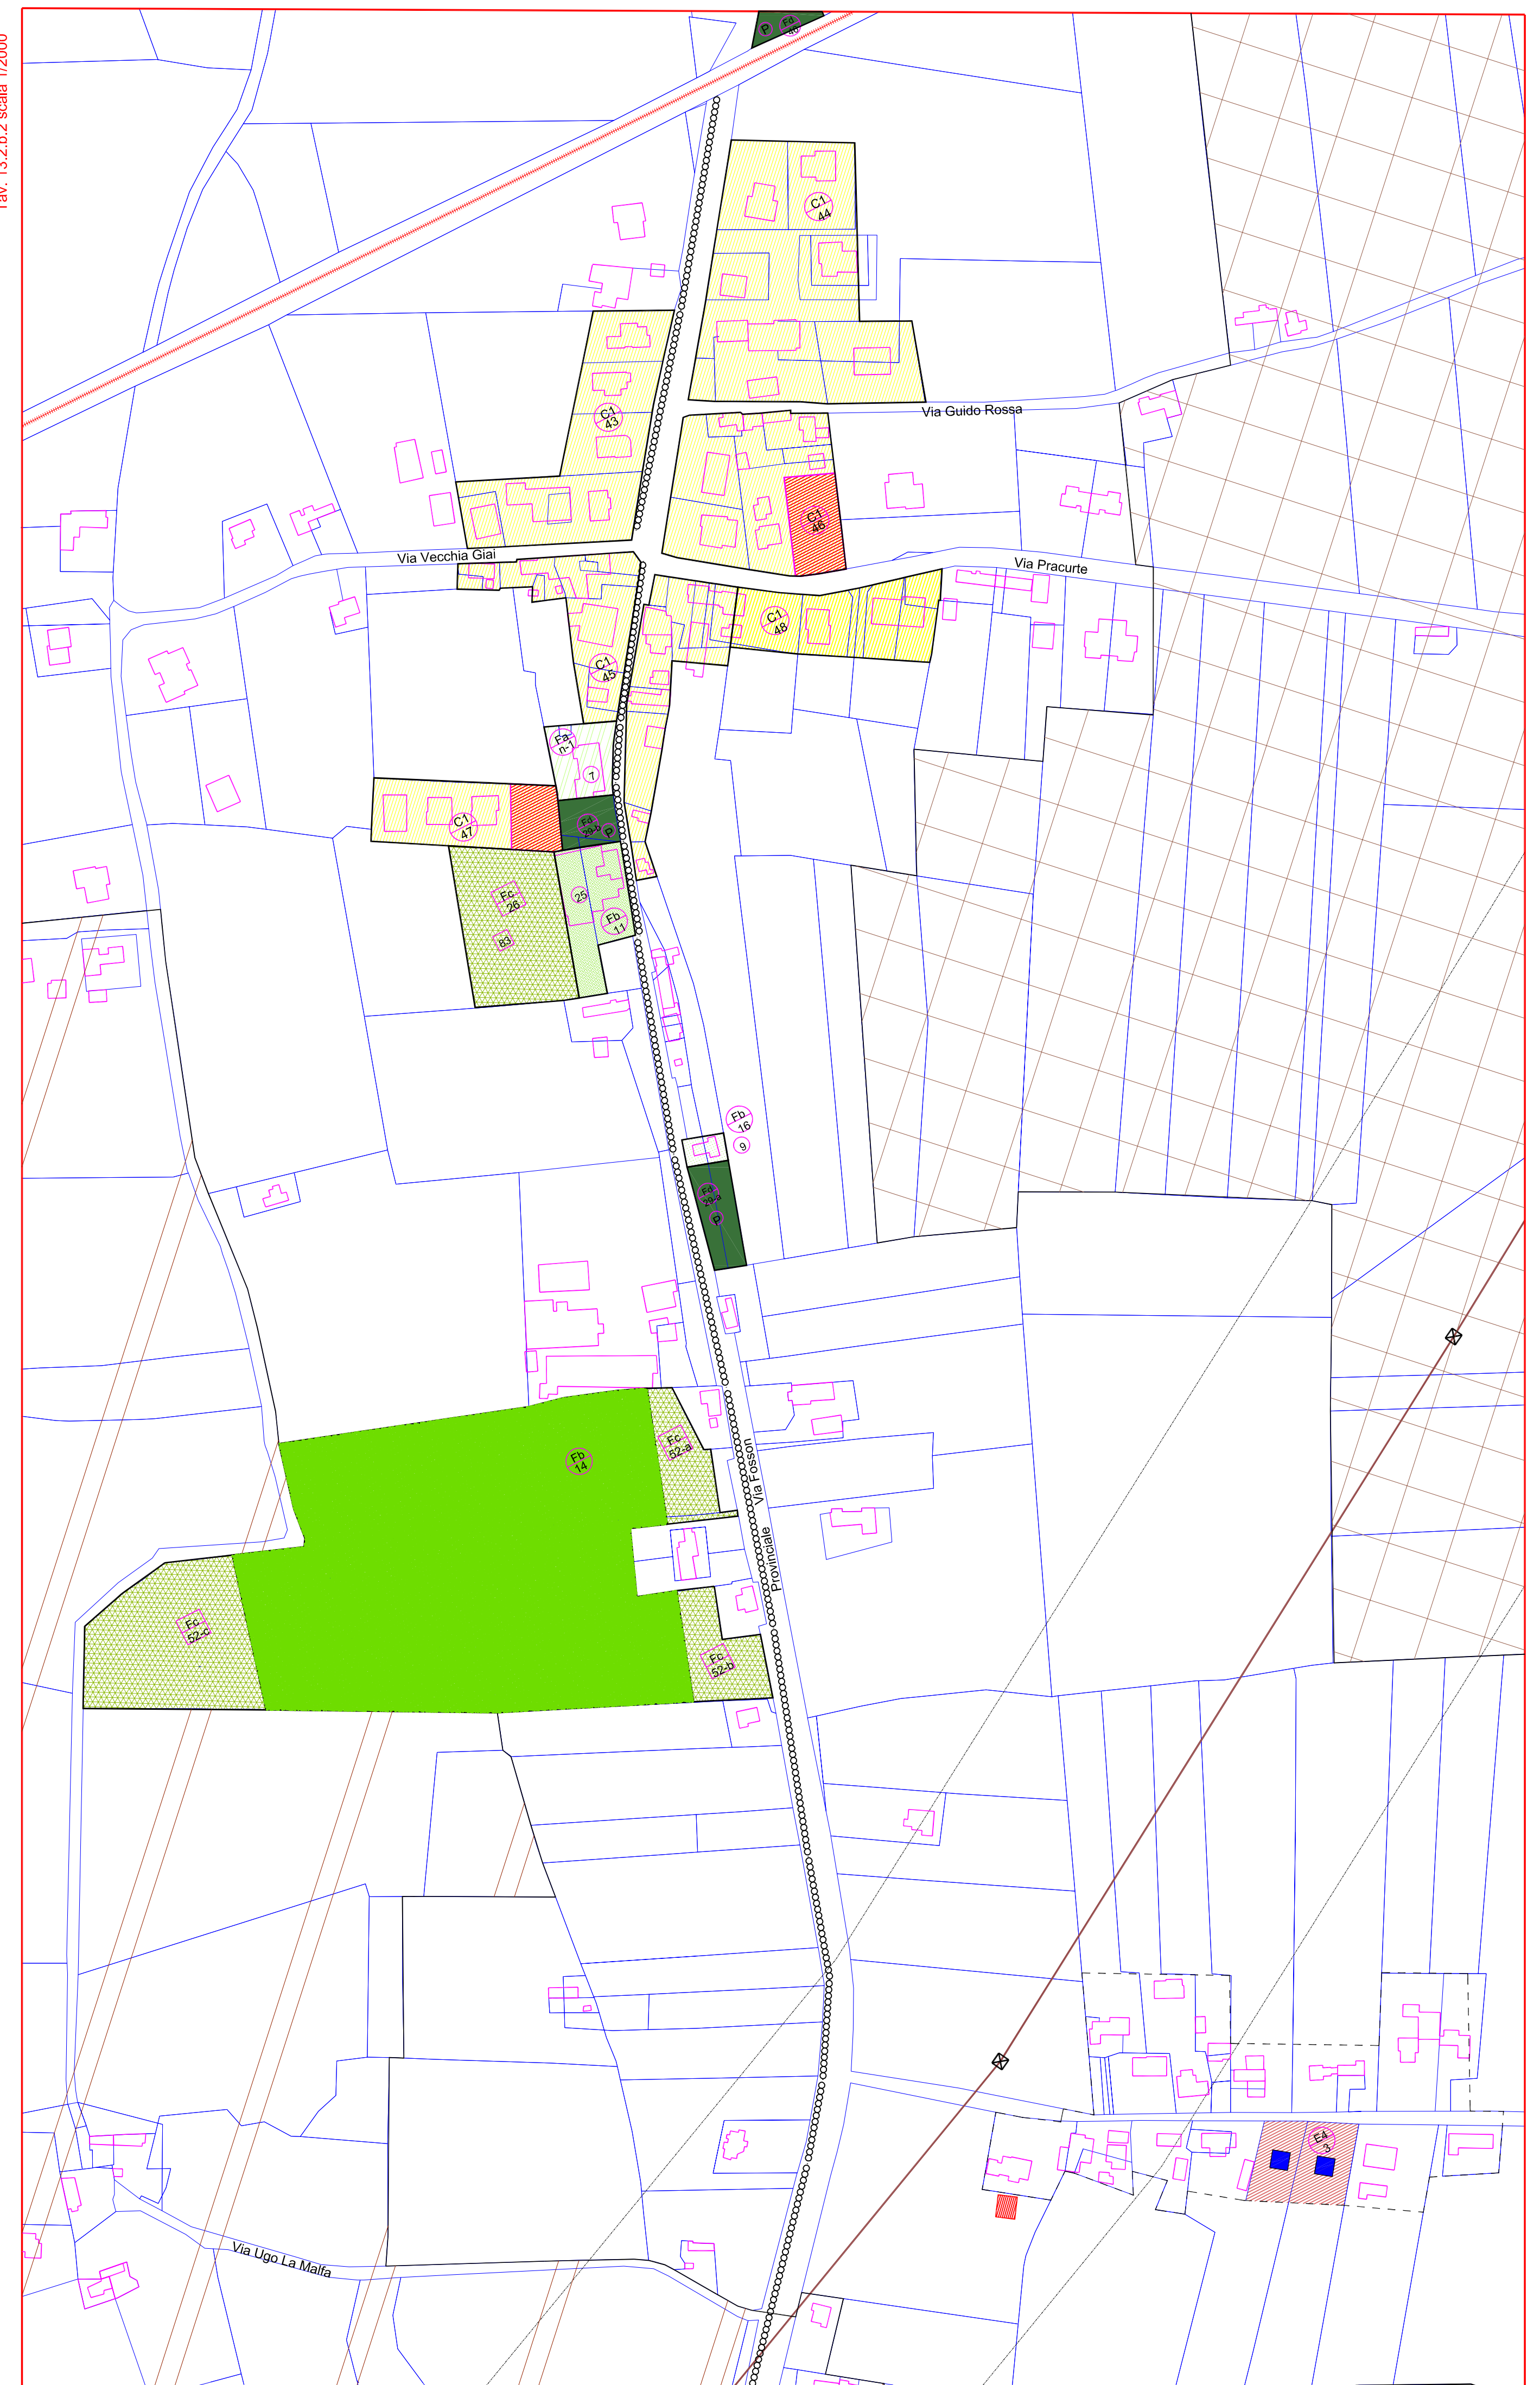 Tav. 13.2.b.2 scala 1/2000
P
Fd
40
C1
44
C1
43
Via Guido Rossa
C1
46
Via Vecchia Giai
Via Pracurte
C1
48
C1
45
Fa
n-1
7
C1
47
Fd
29-b
P
Fc
26
25
Fb
11
83
Fb
16
9
Fd
29-a
P
Fc
52-a
Fb
14
Provinciale Via Fosson
Fc
52-c
Fc
52-b
E4
3
Via Ugo La Malfa